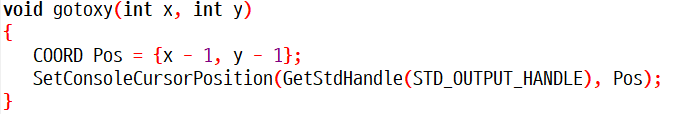 void gotoxy(int x, int y)
{
COORD Pos = {x - 1, y - 1};
SetConsoleCursorPosition(GetStdHandle(STD_OUTPUT_HANDLE), Pos);
}